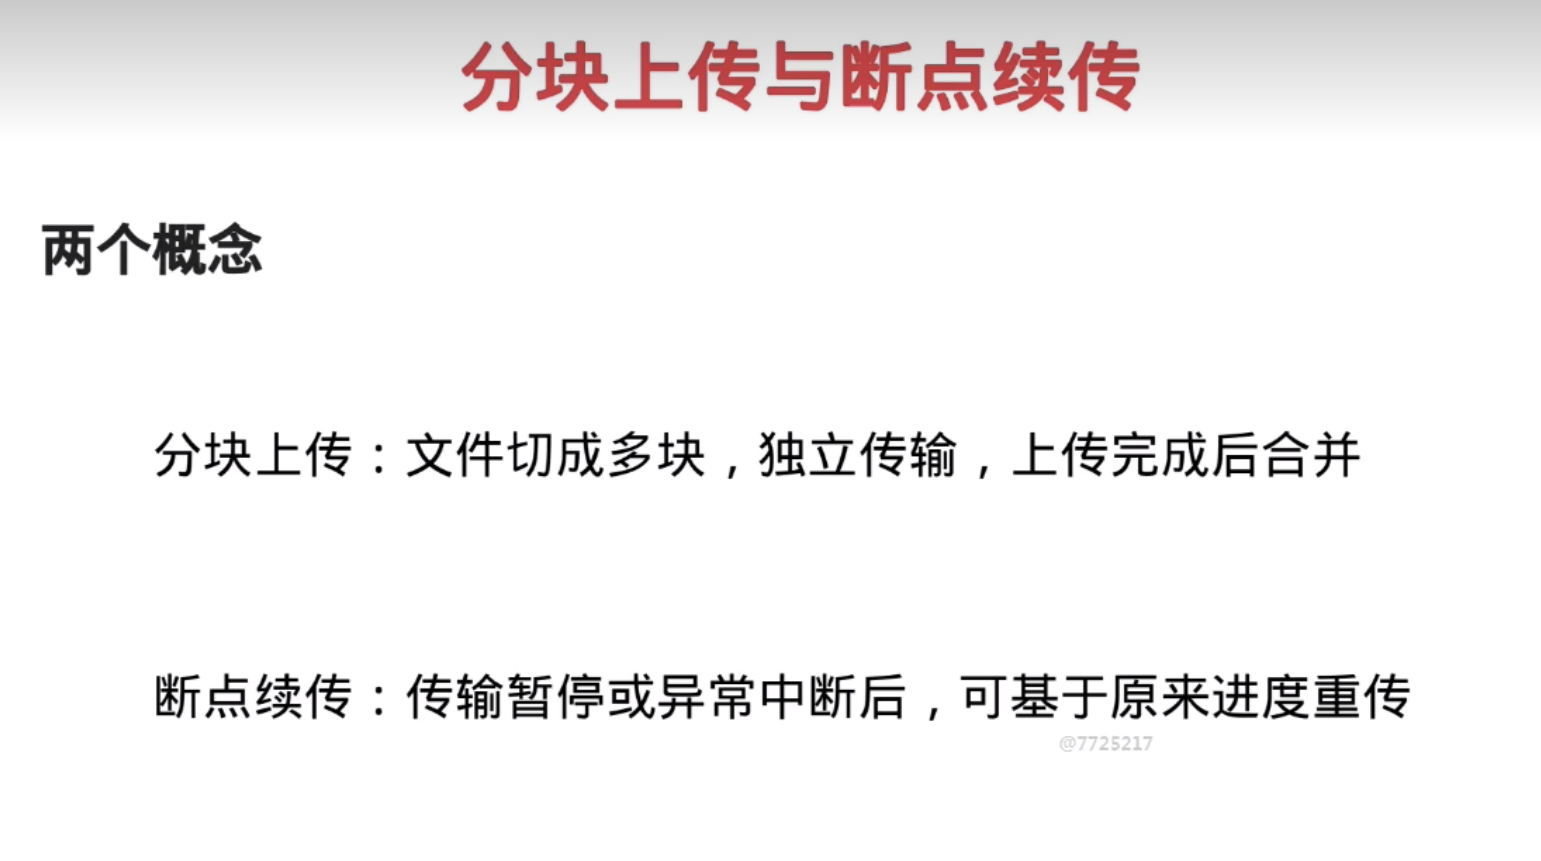 分块上传与断点续传
两个概念
分块上传：文件切成多块，独立传输，上传完成后合并
断点续传：传输暂停或异常中断后，可基于原来进度重传
@7725217